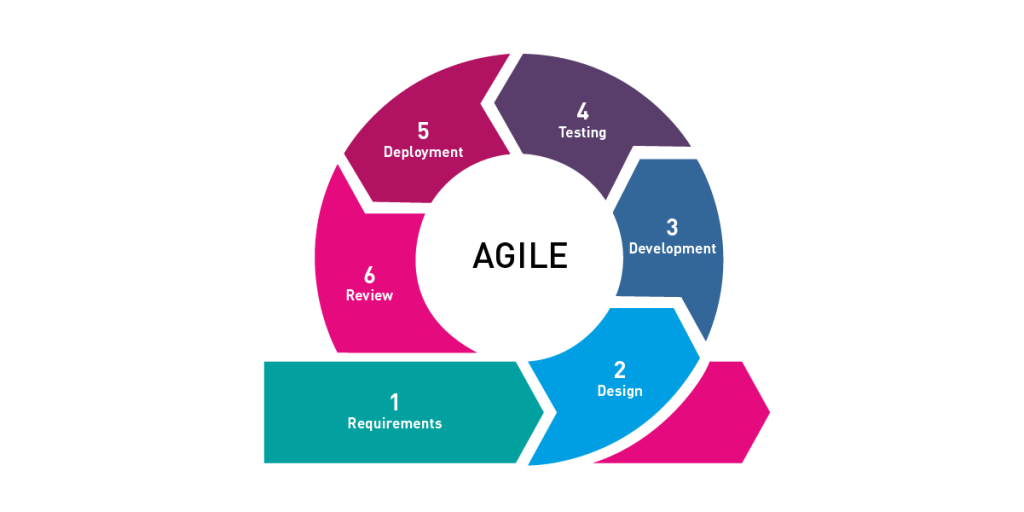 AGILE
1
Requirements
2
Design
3
Development
4
Testing
5
Deployment
6
Review